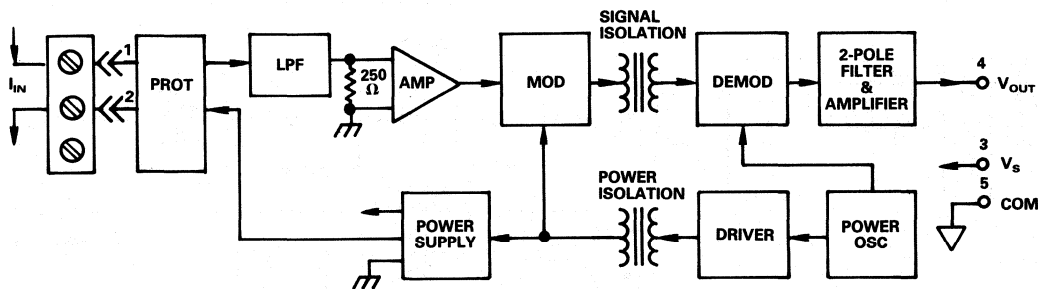 SIGNAL
ISOLATION
I_IN
1
2
PROT
LPF
250
Ω
AMP
MOD
DEMOD
2-POLE
FILTER
&
AMPLIFIER
4
V_OUT
3
V_S
5
COM
POWER
ISOLATION
POWER
SUPPLY
DRIVER
POWER
OSC